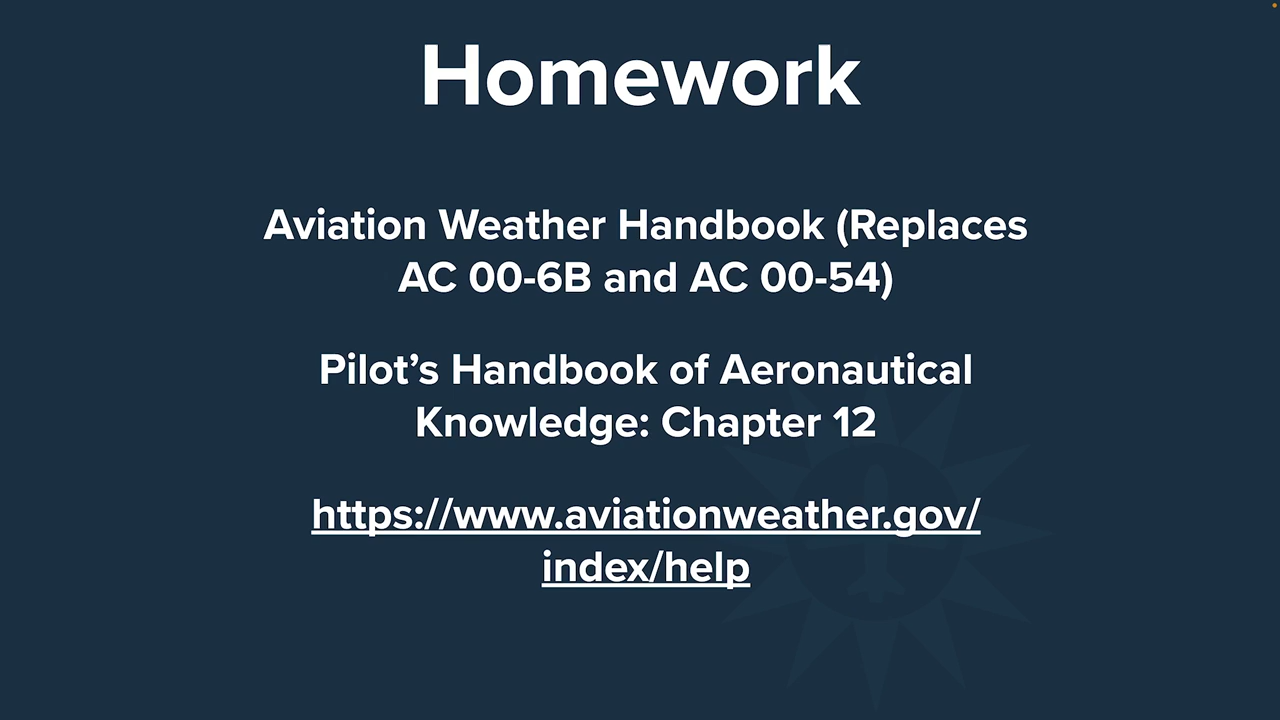 Homework
Aviation Weather Handbook (Replaces
AC 00-6B and AC 00-54)
Pilot’s Handbook of Aeronautical
Knowledge: Chapter 12
https://www.aviationweather.gov/
index/help